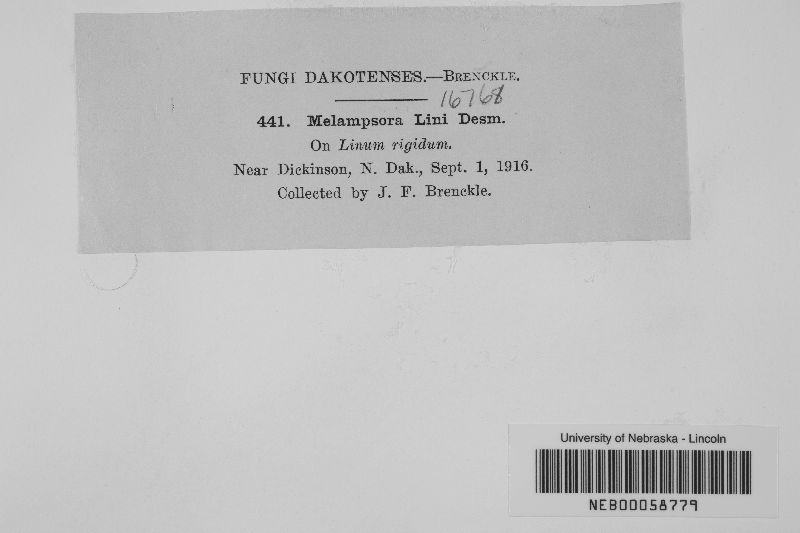 FUNGI DAKOTENSES.—BRENCKLE.
16768
441. Melampsora Lini Desm.
On Linum rigidum.
Near Dickinson, N. Dak., Sept. 1, 1916.
Collected by J. F. Brenckle.
University of Nebraska - Lincoln
NEB00058779